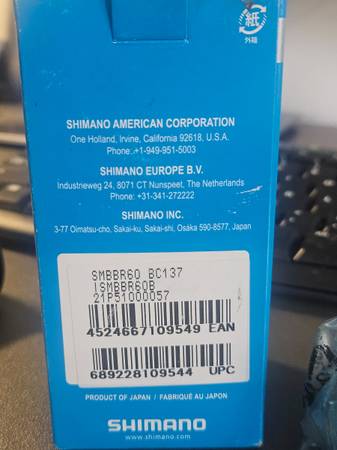 紙
外箱
SHIMANO AMERICAN CORPORATION
One Holland, Irvine, California 92618, U.S.A.
Phone:.+1-949-951-5003
SHIMANO EUROPE B.V.
Industrieweg 24, 8071 CT Nunspeet, The Netherlands
Phone:+31-341-272222
SHIMANO INC.
3-77 Oimatsu-cho, Sakai-ku, Sakai-shi, Osaka 590-8577, Japan
SMBBR60 BC137
ISMBBR60B
21P51000057
4524667109549 EAN
689228109544 UPC
PRODUCT OF JAPAN / FABRIQUÉ AU JAPON
SHIMANO
www.shimano.com